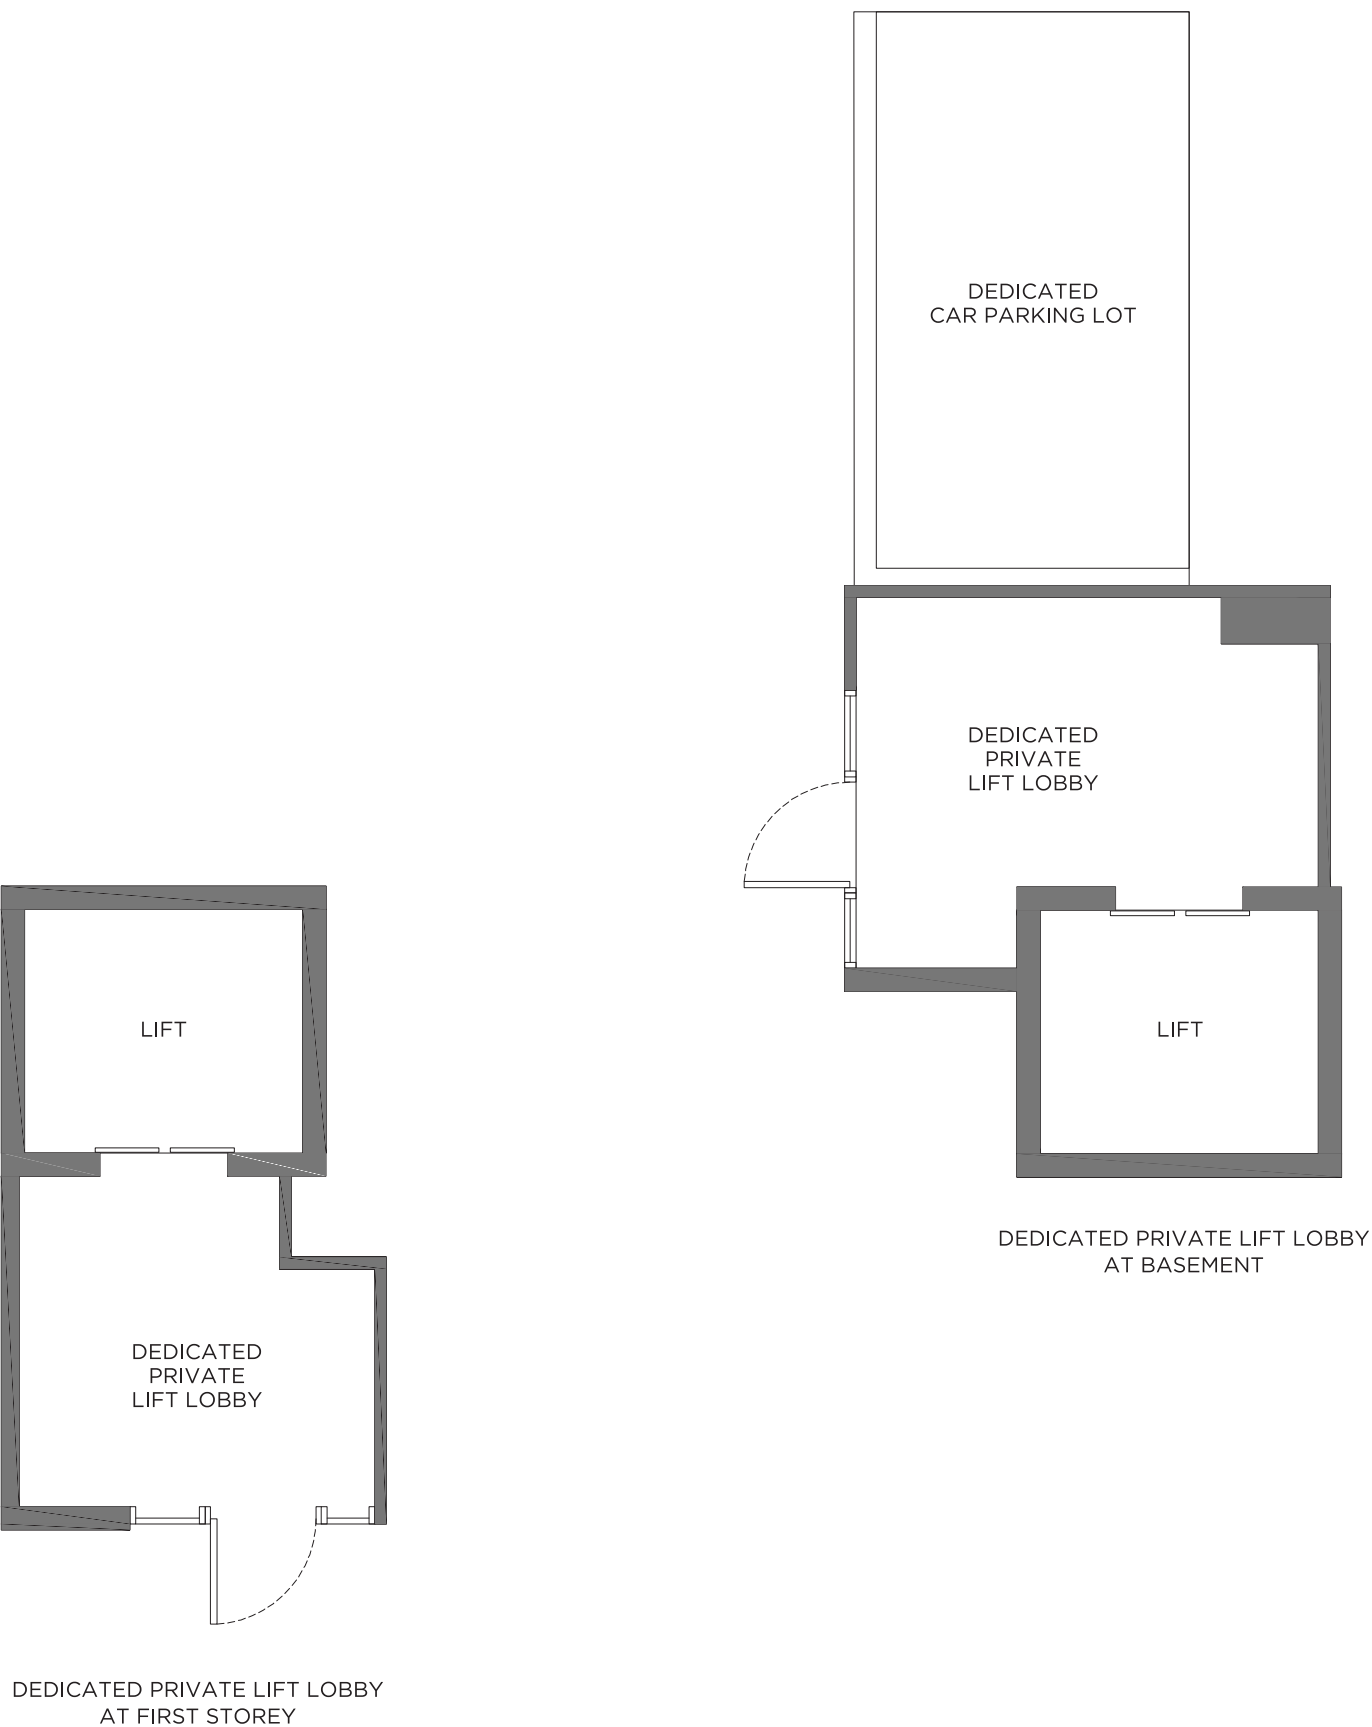 DEDICATED
CAR PARKING LOT
DEDICATED
PRIVATE
LIFT LOBBY
LIFT
DEDICATED PRIVATE LIFT LOBBY
AT BASEMENT
LIFT
DEDICATED
PRIVATE
LIFT LOBBY
DEDICATED PRIVATE LIFT LOBBY
AT FIRST STOREY